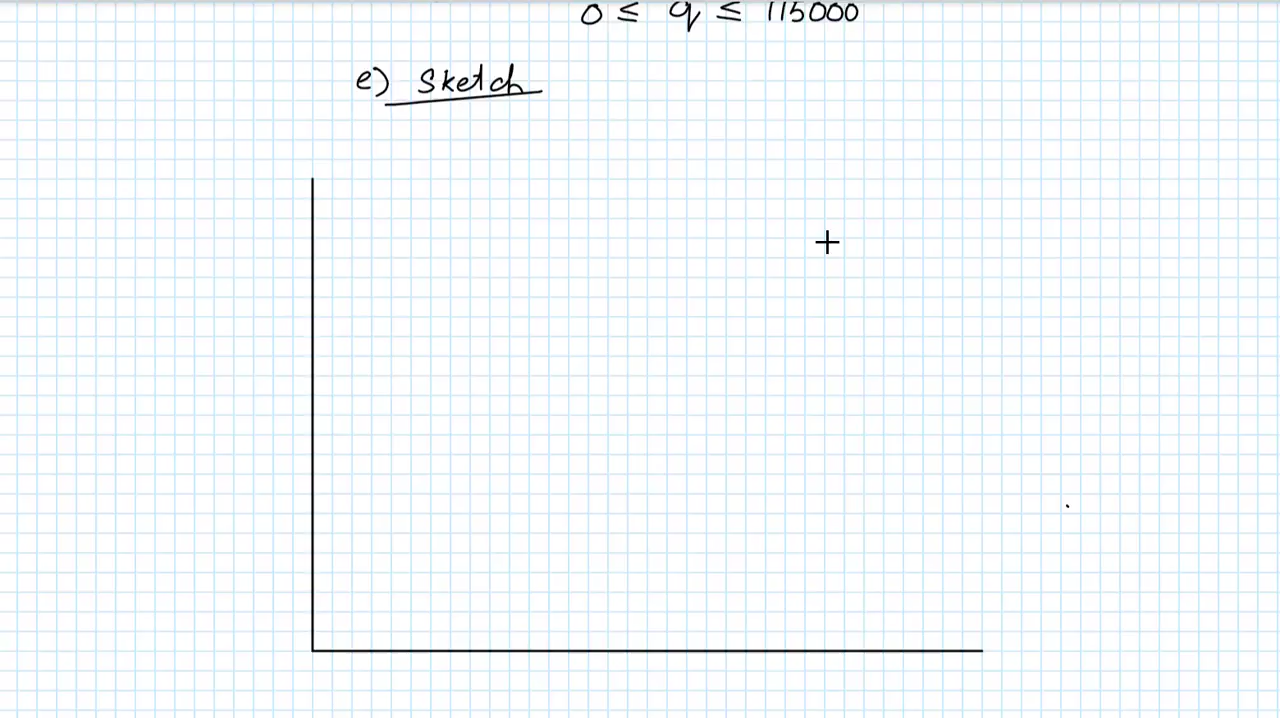 0 ≤ q ≤ 115000
e) Sketch